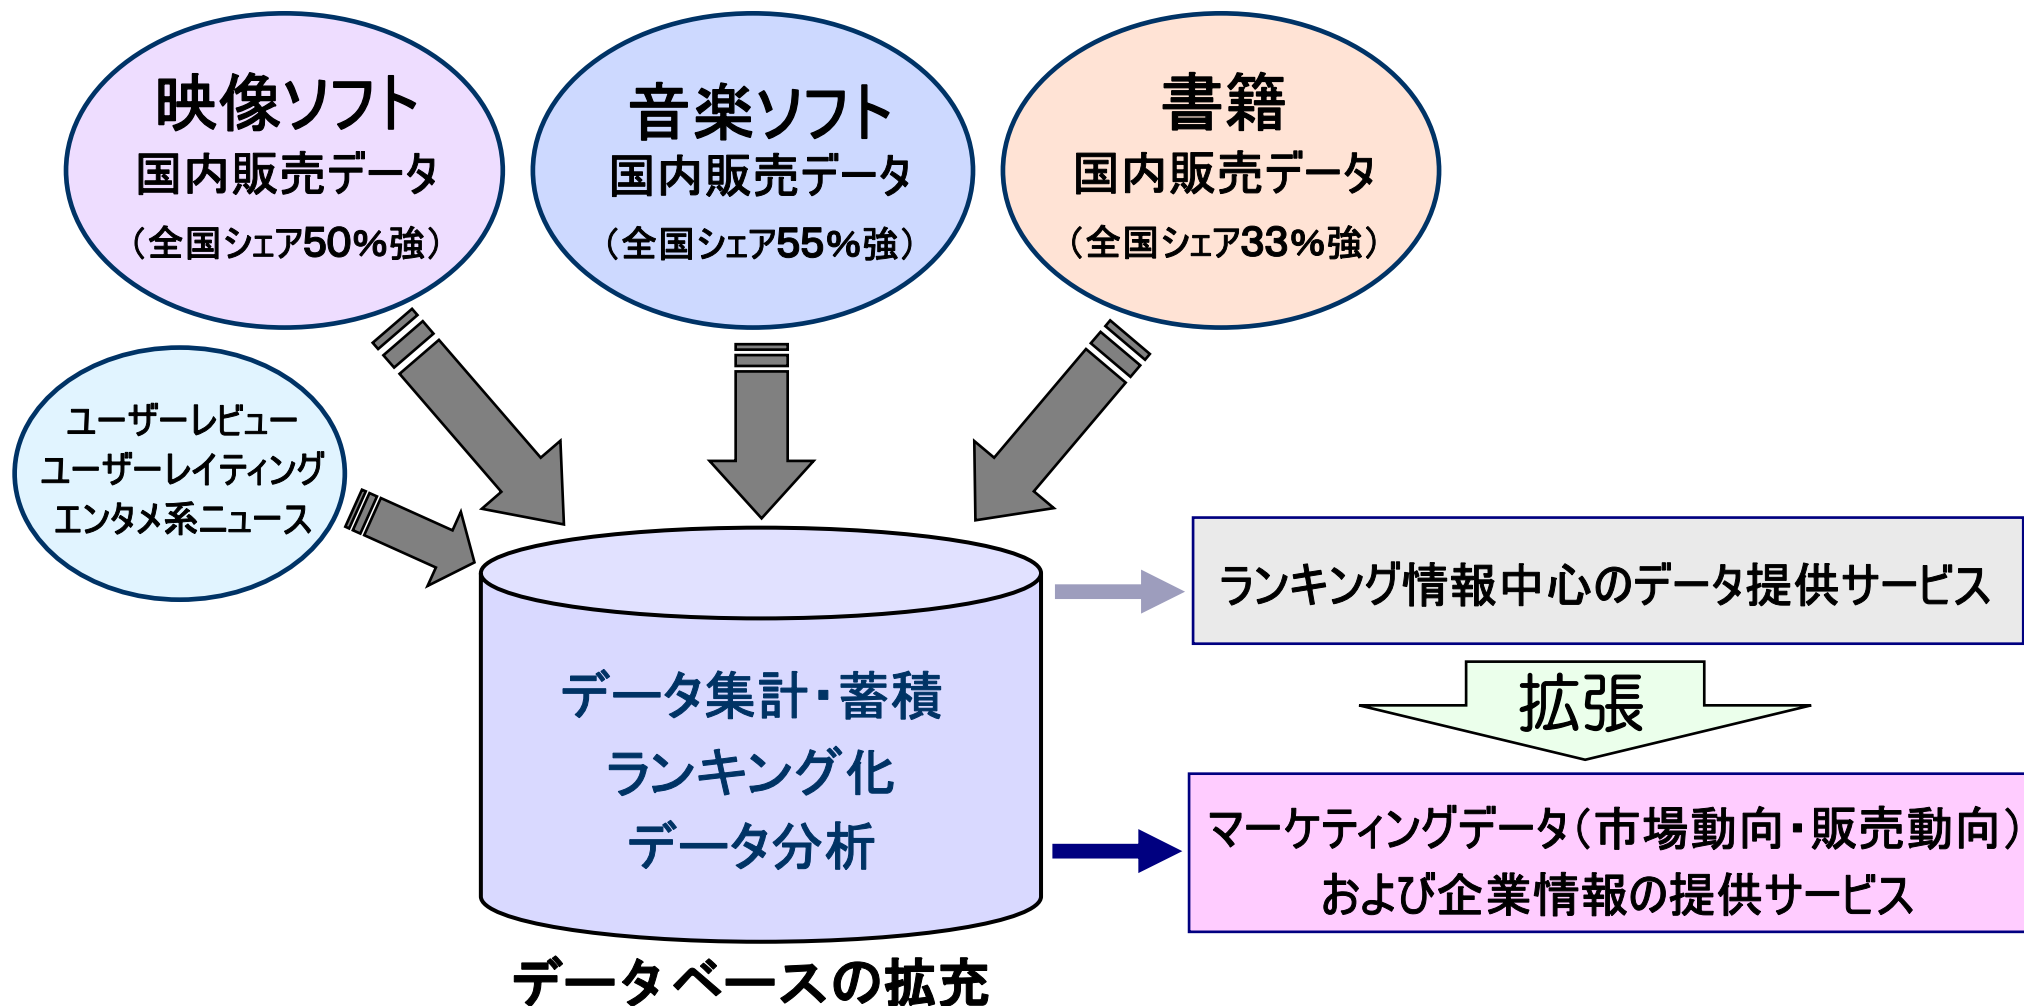 映像ソフト
国内販売データ
（全国シェア50%強）
音楽ソフト
国内販売データ
（全国シェア55%強）
書籍
国内販売データ
（全国シェア33%強）
ユーザーレビュー
ユーザーレイティング
エンタメ系ニュース
データ集計・蓄積
ランキング化
データ分析
データベースの拡充
ランキング情報中心のデータ提供サービス
拡張
マーケティングデータ（市場動向・販売動向）
および企業情報の提供サービス